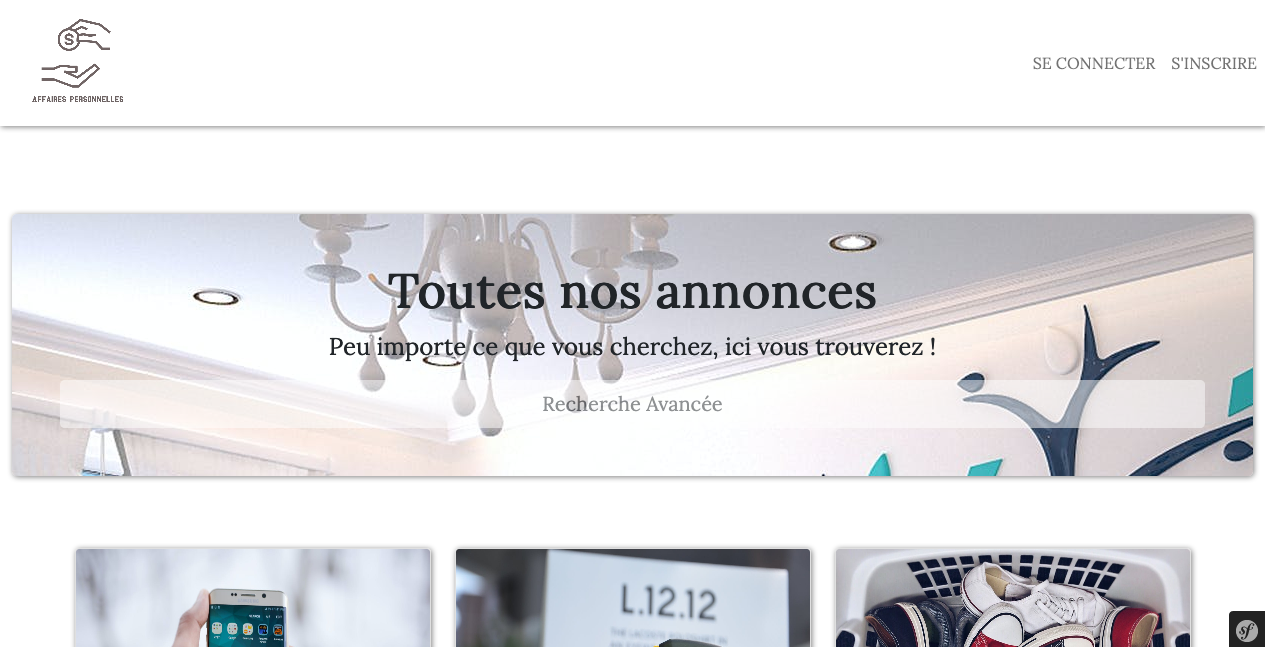 AFFAIRES PERSONNELLES
SE CONNECTER S'INSCRIRE
Toutes nos annonces
Peu importe ce que vous cherchez, ici vous trouverez !
Recherche Avancée
L.12.12
sf